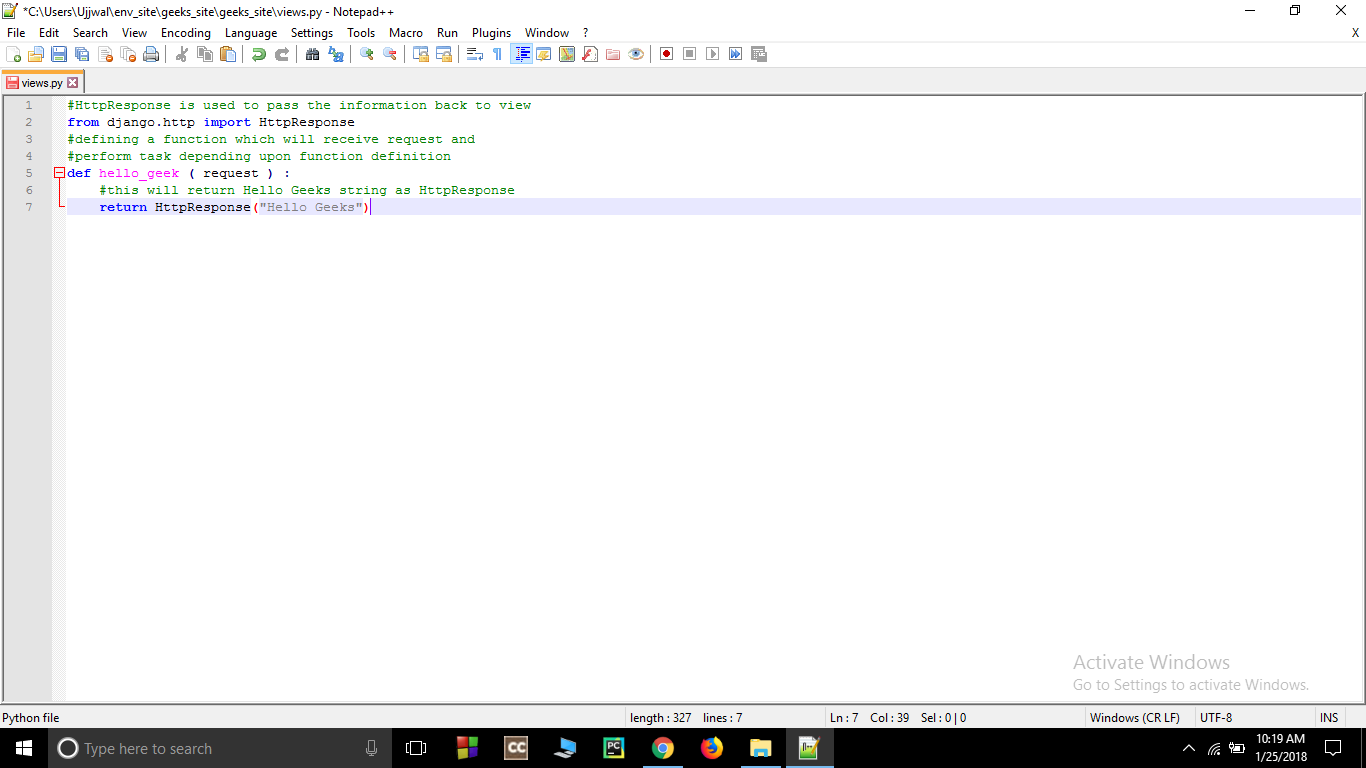 *C:\Users\Ujjwal\env_site\geeks_site\geeks_site\views.py - Notepad++
File Edit Search View Encoding Language Settings Tools Macro Run Plugins Window ? X
views.py
1 #HttpResponse is used to pass the information back to view
2 from django.http import HttpResponse
3 #defining a function which will receive request and
4 #perform task depending upon function definition
5 def hello_geek ( request ) :
6 #this will return Hello Geeks string as HttpResponse
7 return HttpResponse("Hello Geeks")
Activate Windows
Go to Settings to activate Windows.
Python file length : 327 lines : 7 Ln : 7 Col : 39 Sel : 0 | 0 Windows (CR LF) UTF-8 INS
Type here to search CC PC 10:19 AM
1/25/2018